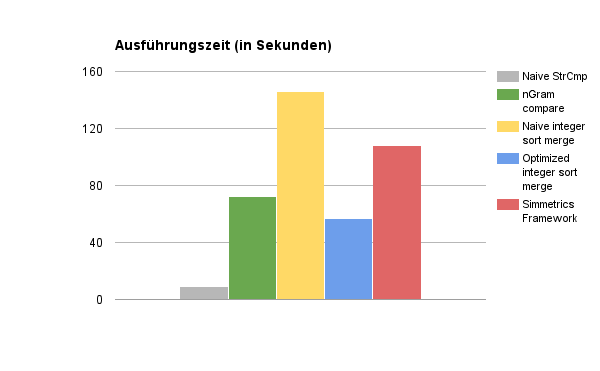 Ausführungszeit (in Sekunden)
160
120
80
40
0
Naive StrCmp
nGram
compare
Naive integer
sort merge
Optimized
integer sort
merge
Simmetrics
Framework